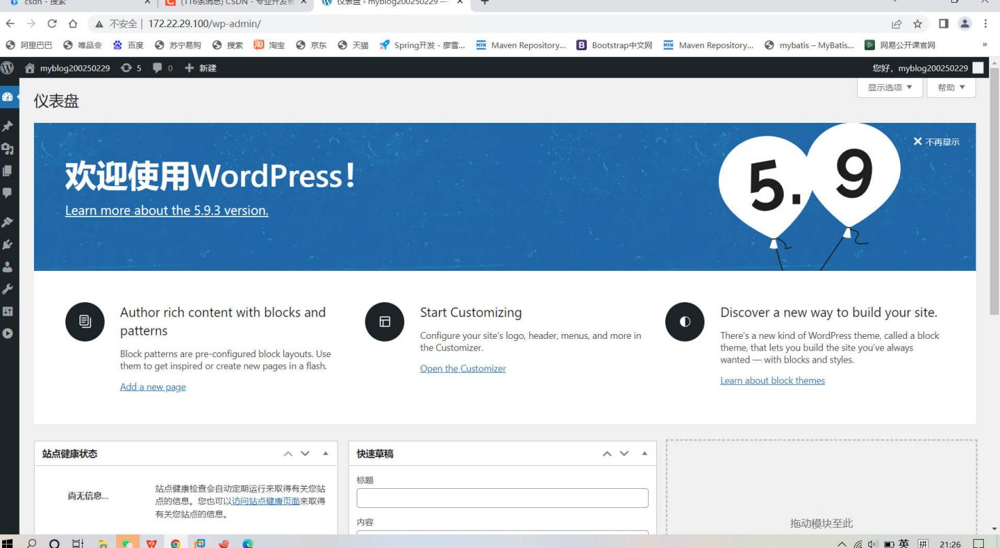 csdn - 搜索
(116条消息) CSDN - 专业开发者
仪表盘 ‹ myblog200250229 —
不安全 | 172.22.29.100/wp-admin/
阿里巴巴 唯品会 百度 苏宁易购 搜索 淘宝 京东 天猫 Spring开发 - 廖雪... Maven Repository... Bootstrap中文网 Maven Repository... mybatis – MyBatis... 网易公开课官网 »
myblog200250229 5 0 新建 您好，myblog200250229
显示选项 ▼ 帮助 ▼
仪表盘
不再显示
5.9
欢迎使用WordPress！
Learn more about the 5.9.3 version.
Author rich content with blocks and
patterns
Block patterns are pre-configured block layouts. Use
them to get inspired or create new pages in a flash.
Add a new page
Start Customizing
Configure your site's logo, header, menus, and more in
the Customizer.
Open the Customizer
Discover a new way to build your site.
There's a new kind of WordPress theme, called a block
theme, that lets you build the site you've always
wanted — with blocks and styles.
Learn about block themes
站点健康状态
尚无信息...
站点健康检查会自动定期运行来取得有关您站
点的信息。您也可以访问站点健康页面来取得
有关您站点的信息。
快速草稿
标题
内容
拖动模块至此
英 拼 21:26